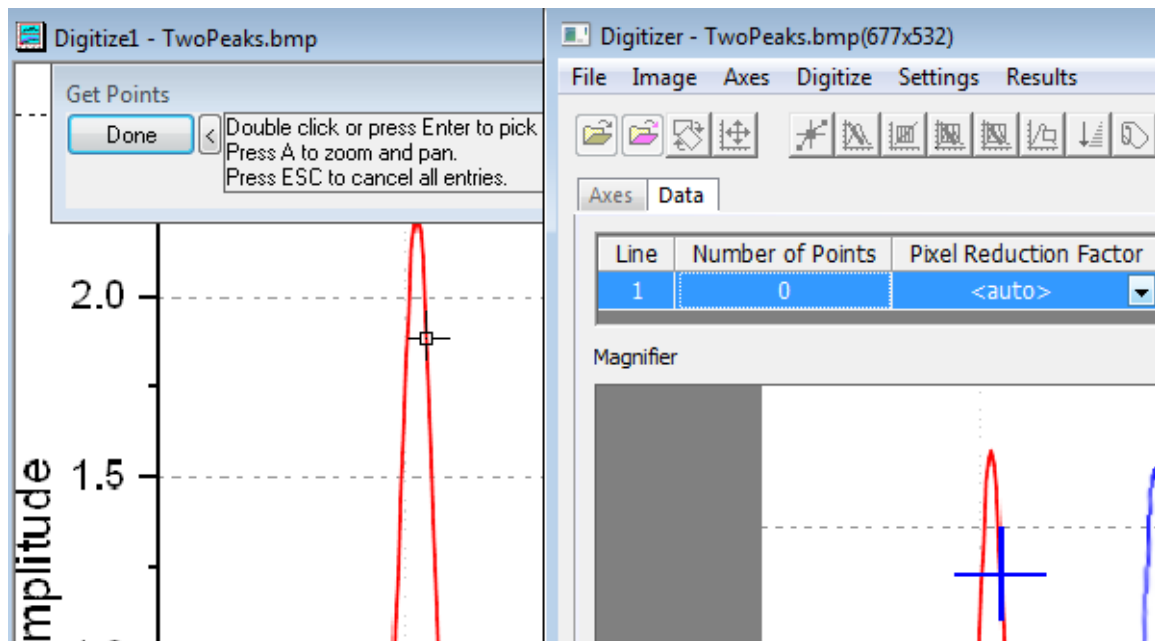 Digitize1 - TwoPeaks.bmp
Get Points
Done
<
Double click or press Enter to pick
Press A to zoom and pan.
Press ESC to cancel all entries.
2.0
1.5
mplitude
Digitizer - TwoPeaks.bmp(677x532)
File Image Axes Digitize Settings Results
Axes Data
Line Number of Points Pixel Reduction Factor
1 0 <auto>
Magnifier